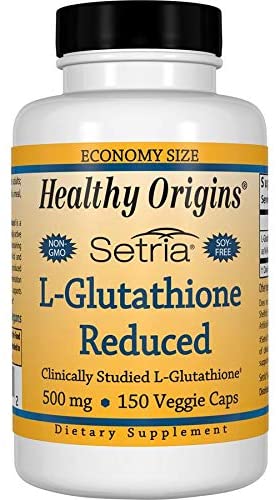 ECONOMY SIZE
Healthy Origins®
NON-GMO
Setria®
SOY-FREE
L-Glutathione
Reduced
Clinically Studied L-Glutathione‡
500 mg * 150 Veggie Caps
Dietary Supplement